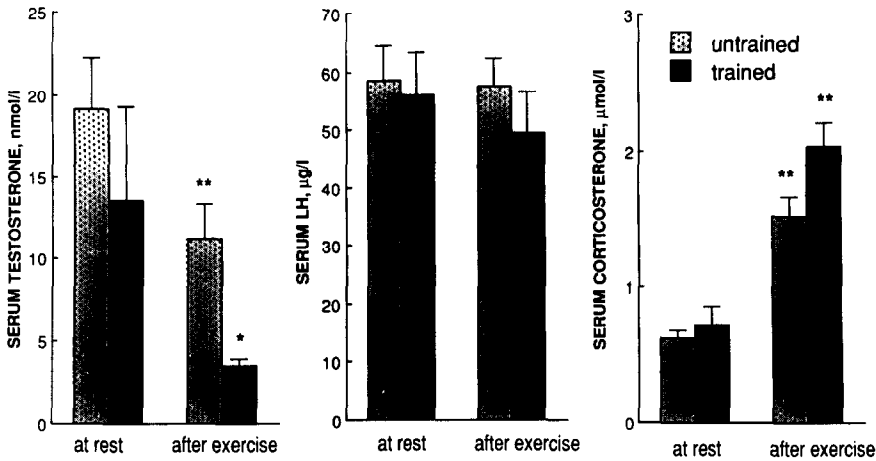 SERUM TESTOSTERONE, nmol/l
25
20
15
10
5
0
**
*
at rest
after exercise
SERUM LH, µg/l
70
60
50
40
30
20
10
0
at rest
after exercise
SERUM CORTICOSTERONE, µmol/l
3
2
1
0
untrained
trained
**
**
at rest
after exercise